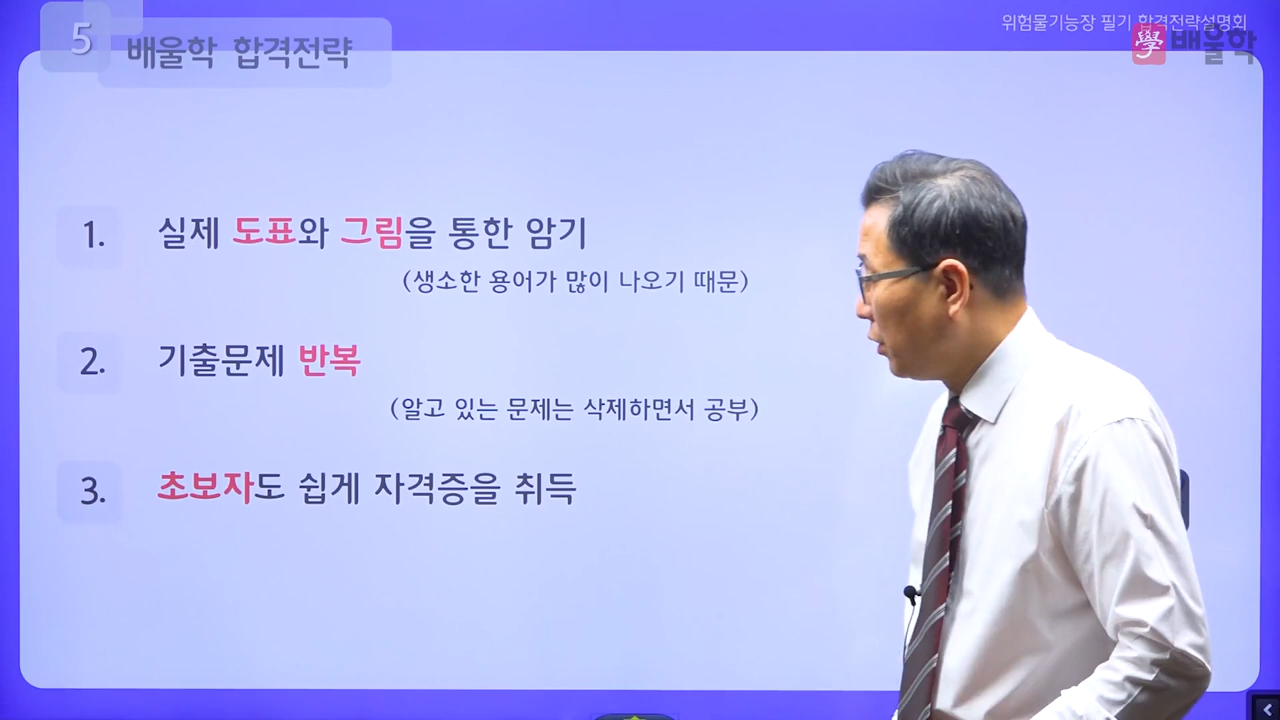 5
배울학 합격전략
위험물기능장 필기 합격전략설명회
學 배울학
1. 실제 도표와 그림을 통한 암기
(생소한 용어가 많이 나오기 때문)
2. 기출문제 반복
(알고 있는 문제는 삭제하면서 공부)
3. 초보자도 쉽게 자격증을 취득